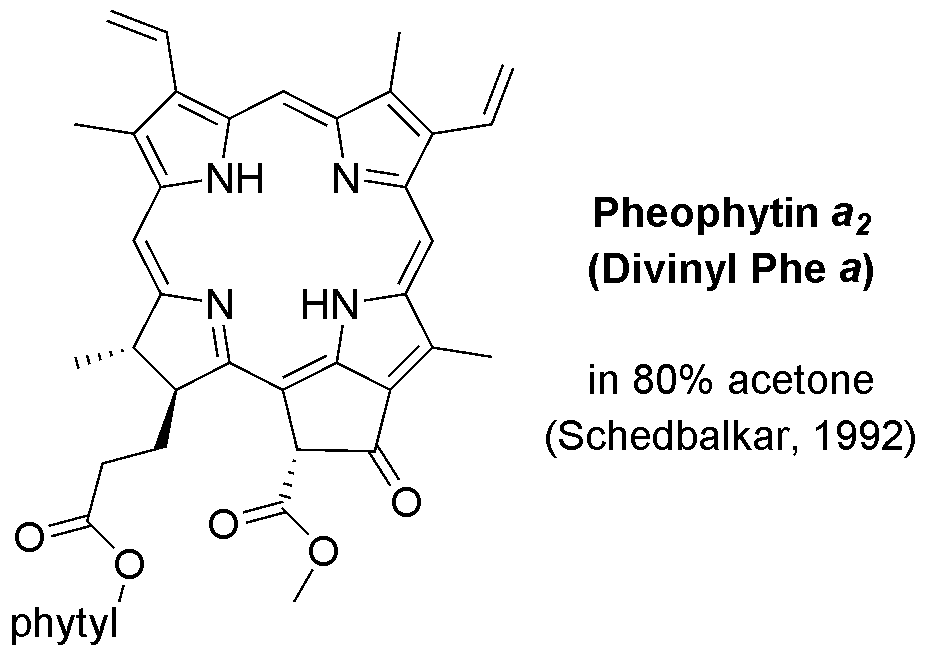 NH
N
N
HN
O
O
O
O
O
phytyl
Pheophytin a2
(Divinyl Phe a)
in 80% acetone
(Schedbalkar, 1992)